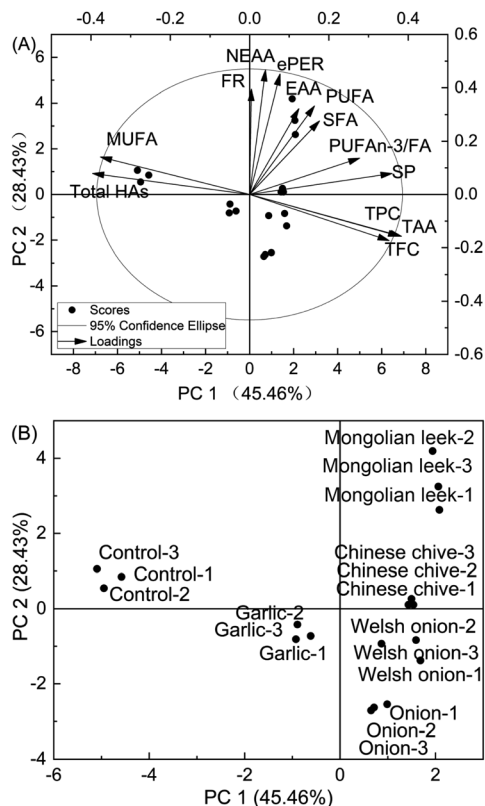 -0.4 -0.2 0.0 0.2 0.4
(A)
6
4
2
0
-2
-4
-6
PC 2 (28.43%)
0.6
0.4
0.2
0.0
-0.2
-0.4
-0.6
NEAA
ePER
FR
EAA
PUFA
SFA
MUFA
PUFAn-3/FA
SP
Total HAs
TPC
TAA
TFC
Scores
95% Confidence Ellipse
Loadings
-8 -6 -4 -2 0 2 4 6 8
PC 1 (45.46%)
(B)
4
2
0
-2
-4
PC 2 (28.43%)
Mongolian leek-2
Mongolian leek-3
Mongolian leek-1
Control-3
Control-1
Control-2
Chinese chive-3
Chinese chive-2
Chinese chive-1
Garlic-2
Garlic-3
Garlic-1
Welsh onion-2
Welsh onion-3
Welsh onion-1
Onion-1
Onion-2
Onion-3
-6 -4 -2 0 2
PC 1 (45.46%)